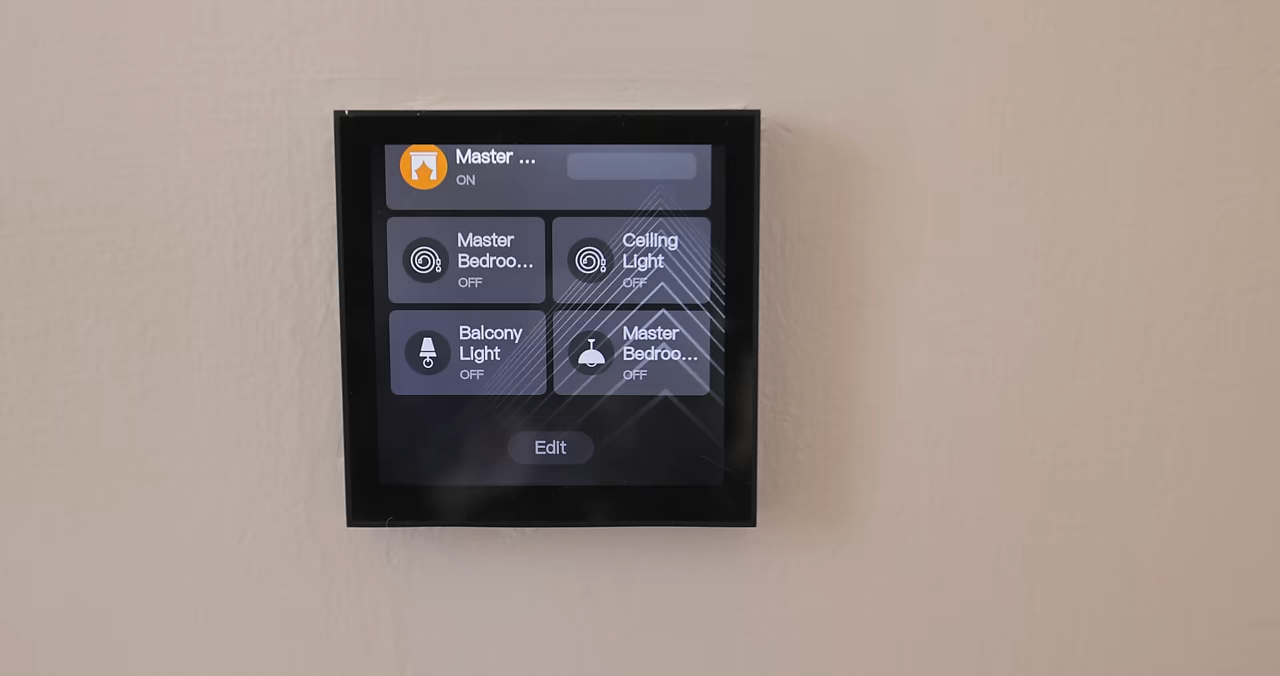 Master ...
ON
Master
Bedroo...
OFF
Ceiling
Light
OFF
Balcony
Light
OFF
Master
Bedroo...
OFF
Edit